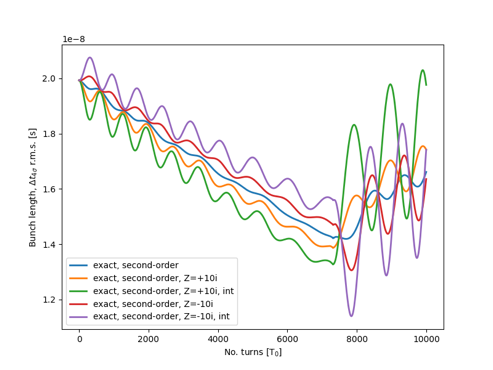 1e−8
2.0
1.8
1.6
1.4
1.2
Bunch length, Δtₑσ r.m.s. [s]
exact, second-order
exact, second-order, Z=+10i
exact, second-order, Z=+10i, int
exact, second-order, Z=-10i
exact, second-order, Z=-10i, int
0 2000 4000 6000 8000 10000
No. turns [T₀]